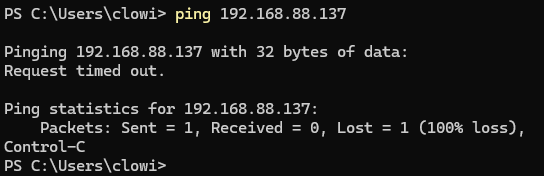 PS C:\Users\clowi> ping 192.168.88.137
Pinging 192.168.88.137 with 32 bytes of data:
Request timed out.
Ping statistics for 192.168.88.137:
    Packets: Sent = 1, Received = 0, Lost = 1 (100% loss),
Control-C
PS C:\Users\clowi>